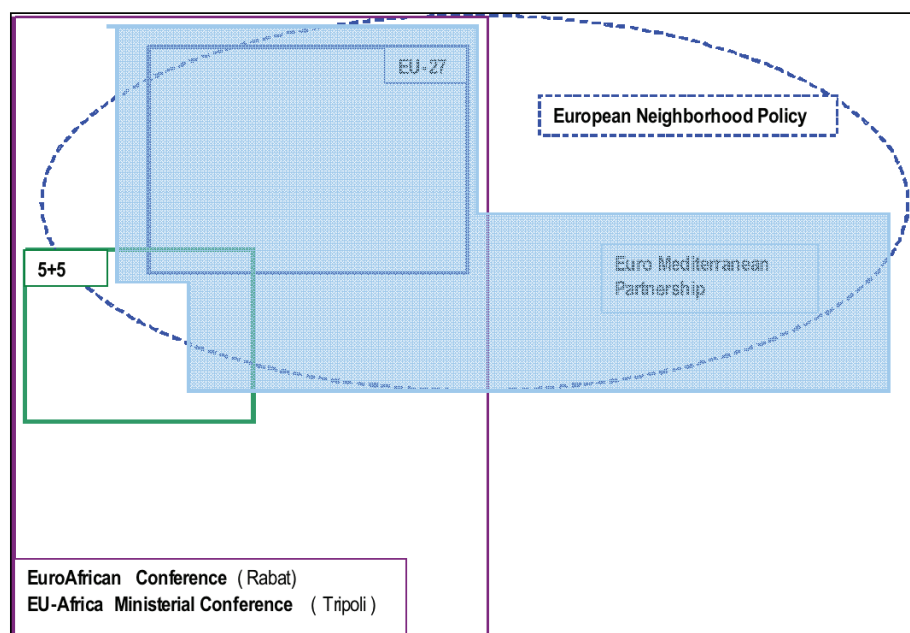 EU-27
European Neighborhood Policy
5+5
Euro Mediterranean
Partnership
EuroAfrican Conference ( Rabat)
EU-Africa Ministerial Conference ( Tripoli )